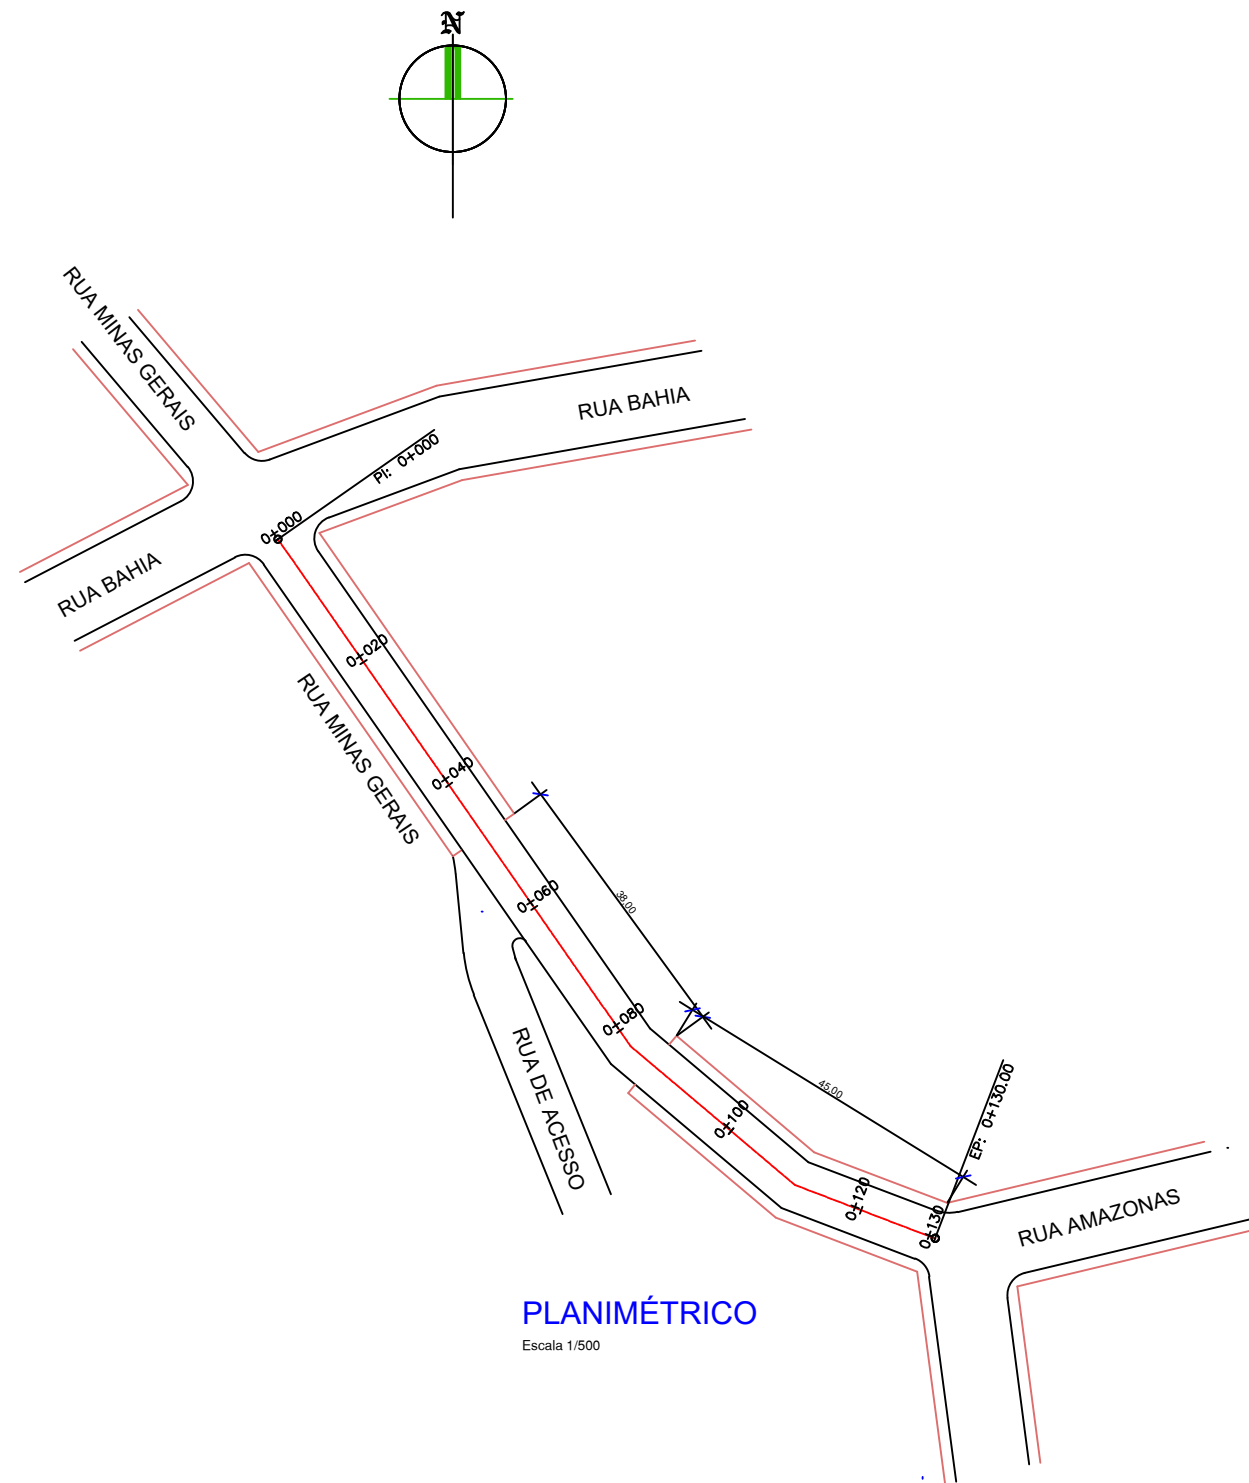 N
RUA MINAS GERAIS
RUA BAHIA
PI: 0+000
0+000
RUA BAHIA
0+020
RUA MINAS GERAIS
0+040
0+060
38,00
0+080
RUA DE ACESSO
45,00
0+100
EP: 0+130.00
0+120
0+130
RUA AMAZONAS
PLANIMÉTRICO
Escala 1/500